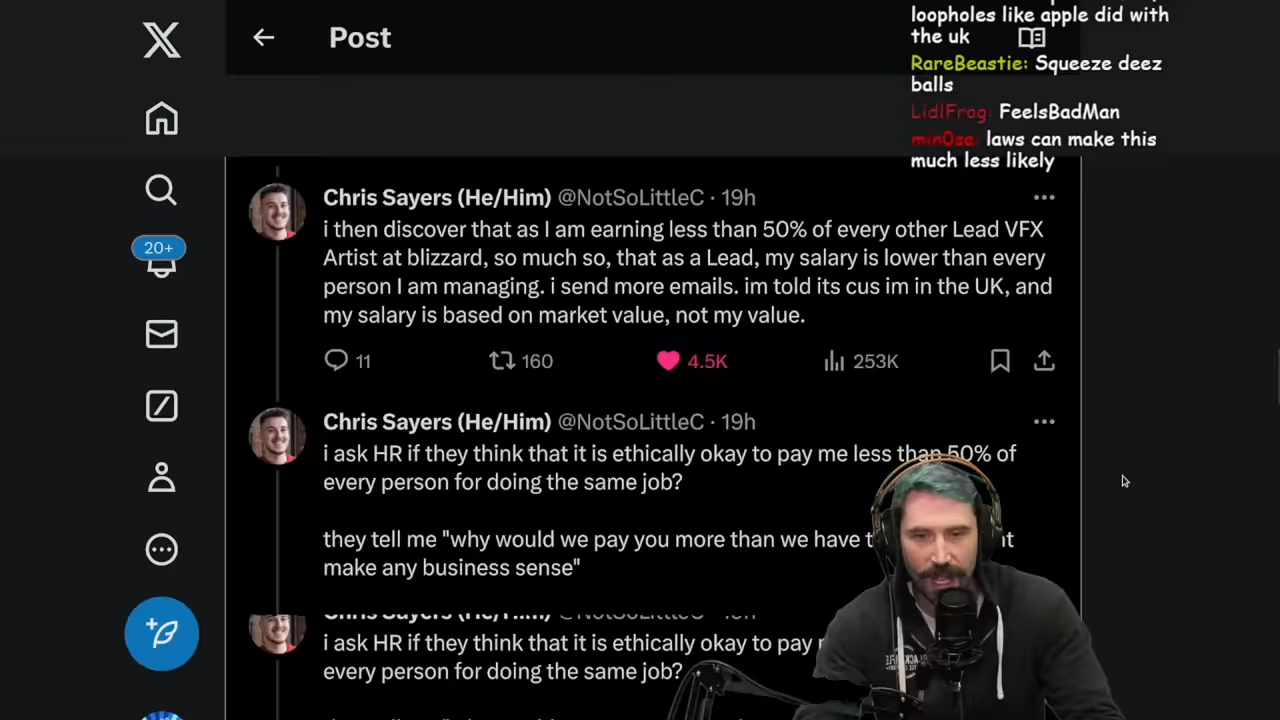 Post
loopholes like apple did with
the uk
RareBeastie: Squeeze deez
balls
LidlFrog: FeelsBadMan
min0sa: laws can make this
much less likely
20+
Chris Sayers (He/Him) @NotSoLittleC · 19h
i then discover that as I am earning less than 50% of every other Lead VFX
Artist at blizzard, so much so, that as a Lead, my salary is lower than every
person I am managing. i send more emails. im told its cus im in the UK, and
my salary is based on market value, not my value.
11 160 4.5K 253K
Chris Sayers (He/Him) @NotSoLittleC · 19h
i ask HR if they think that it is ethically okay to pay me less than 50% of
every person for doing the same job?
they tell me "why would we pay you more than we have
make any business sense"
Chris Sayers (He/Him)
i ask HR if they think that it is ethically okay to pay
every person for doing the same job?